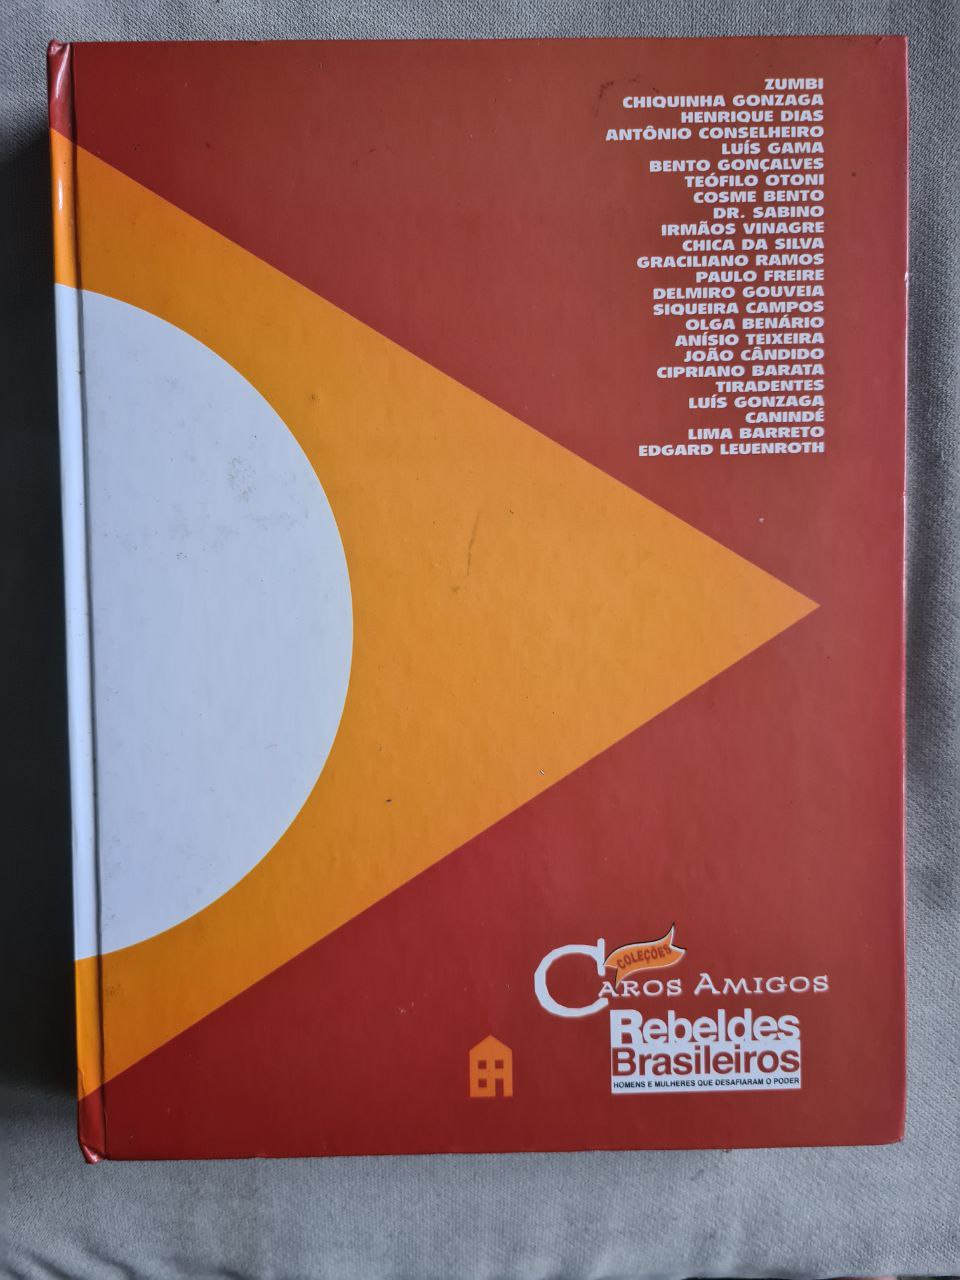 ZUMBI
CHIQUINHA GONZAGA
HENRIQUE DIAS
ANTÔNIO CONSELHEIRO
LUÍS GAMA
BENTO GONÇALVES
TEÓFILO OTONI
COSME BENTO
DR. SABINO
IRMÃOS VINAGRE
CHICA DA SILVA
GRACILIANO RAMOS
PAULO FREIRE
DELMIRO GOUVEIA
SIQUEIRA CAMPOS
OLGA BENÁRIO
ANÍSIO TEIXEIRA
JOÃO CÂNDIDO
CIPRIANO BARATA
TIRADENTES
LUÍS GONZAGA
CANINDÉ
LIMA BARRETO
EDGARD LEUENROTH
COLEÇÕES
CAROS AMIGOS
Rebeldes
Brasileiros
HOMENS E MULHERES QUE DESAFIARAM O PODER